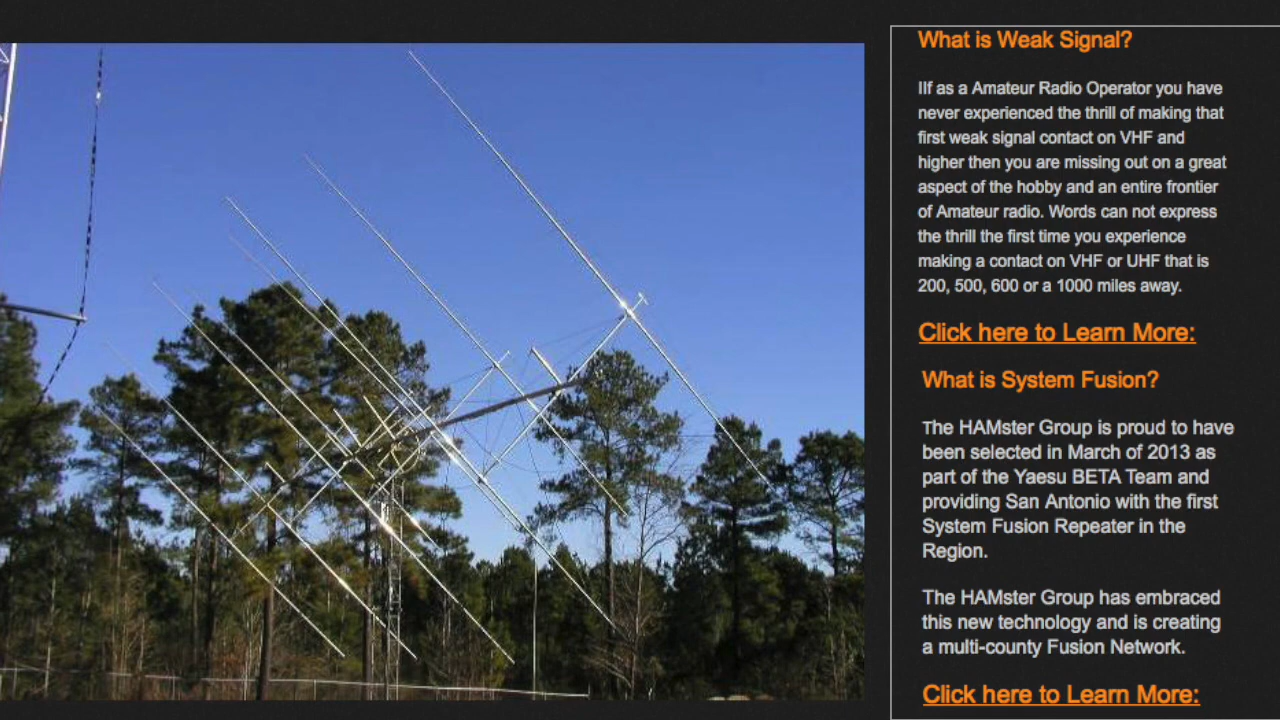 What is Weak Signal?
IIf as a Amateur Radio Operator you have
never experienced the thrill of making that
first weak signal contact on VHF and
higher then you are missing out on a great
aspect of the hobby and an entire frontier
of Amateur radio. Words can not express
the thrill the first time you experience
making a contact on VHF or UHF that is
200, 500, 600 or a 1000 miles away.
Click here to Learn More:
What is System Fusion?
The HAMster Group is proud to have
been selected in March of 2013 as
part of the Yaesu BETA Team and
providing San Antonio with the first
System Fusion Repeater in the
Region.
The HAMster Group has embraced
this new technology and is creating
a multi-county Fusion Network.
Click here to Learn More: